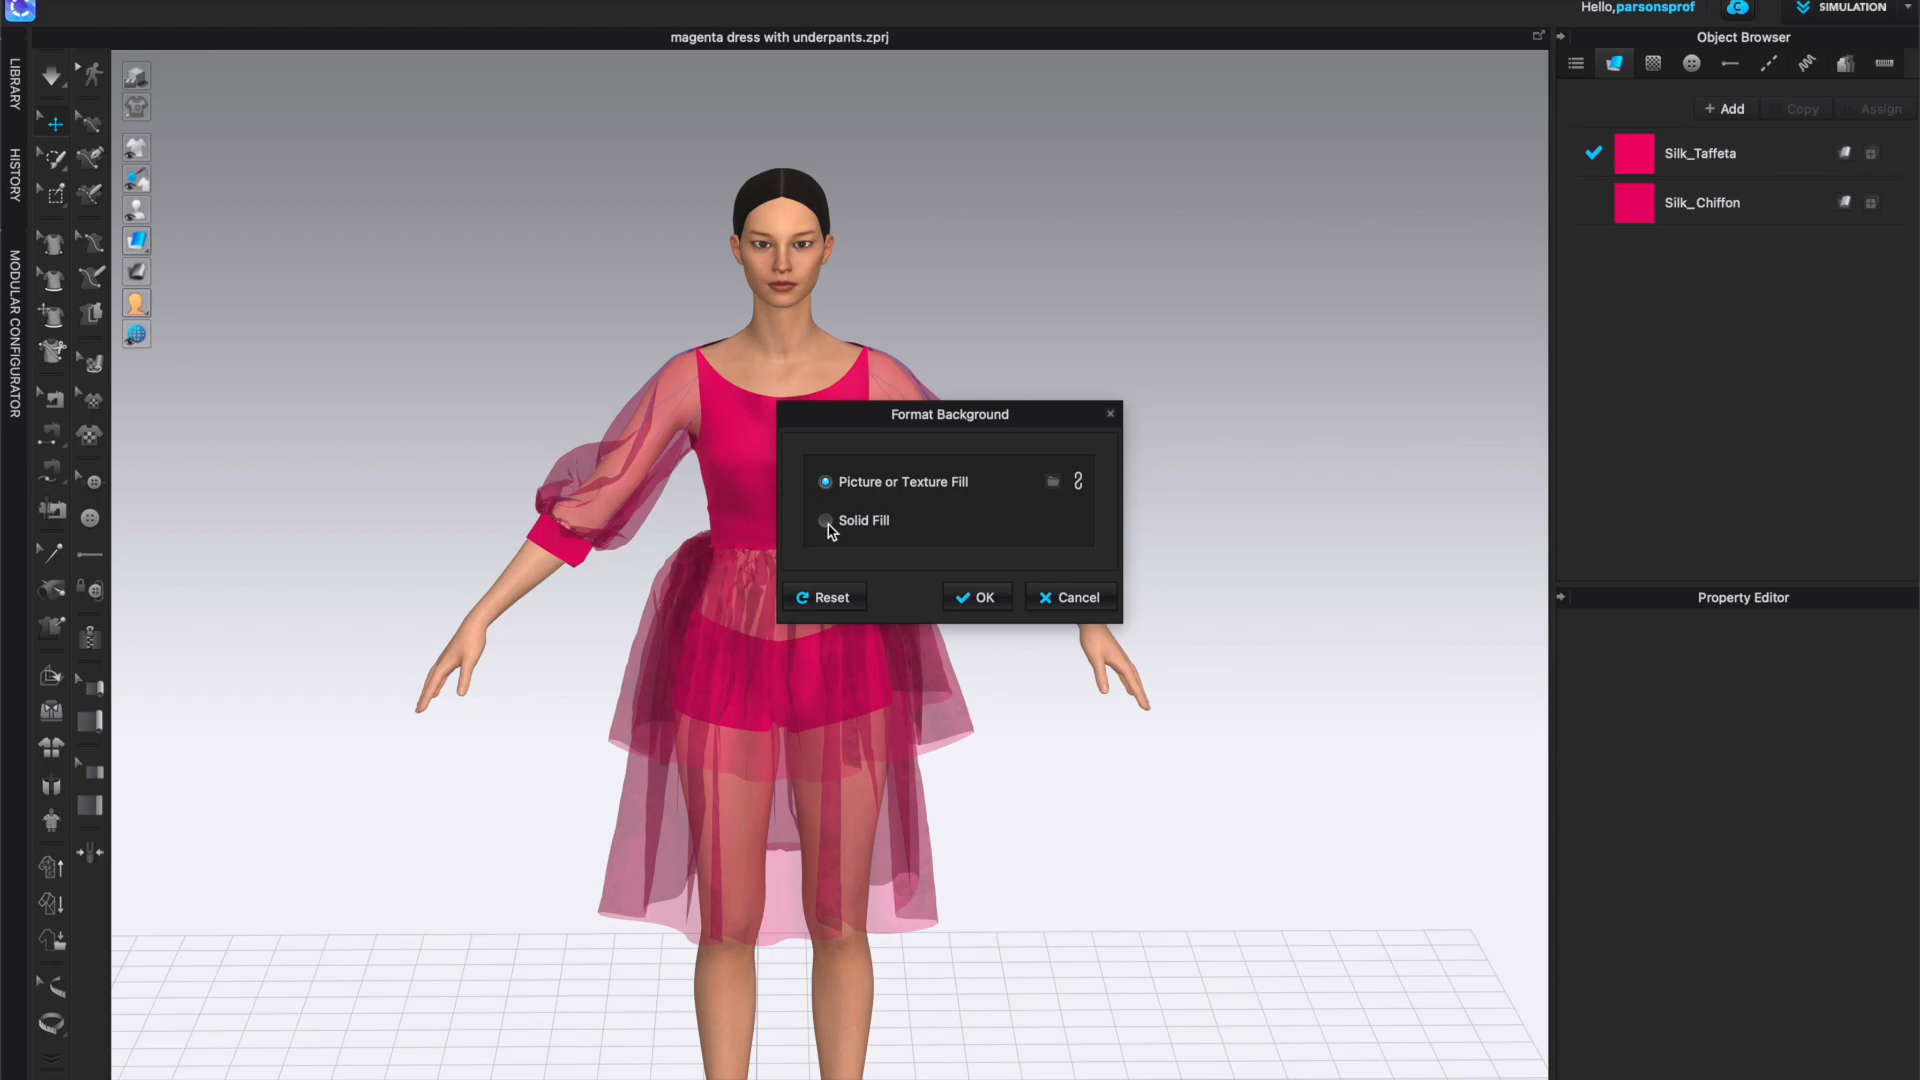 Hello,parsonsprof
SIMULATION
magenta dress with underpants.zprj
Object Browser
LIBRARY
HISTORY
MODULAR CONFIGURATOR
+ Add
Copy
Assign
Silk_Taffeta
Silk_Chiffon
Format Background
Picture or Texture Fill
Solid Fill
Reset
OK
Cancel
Property Editor